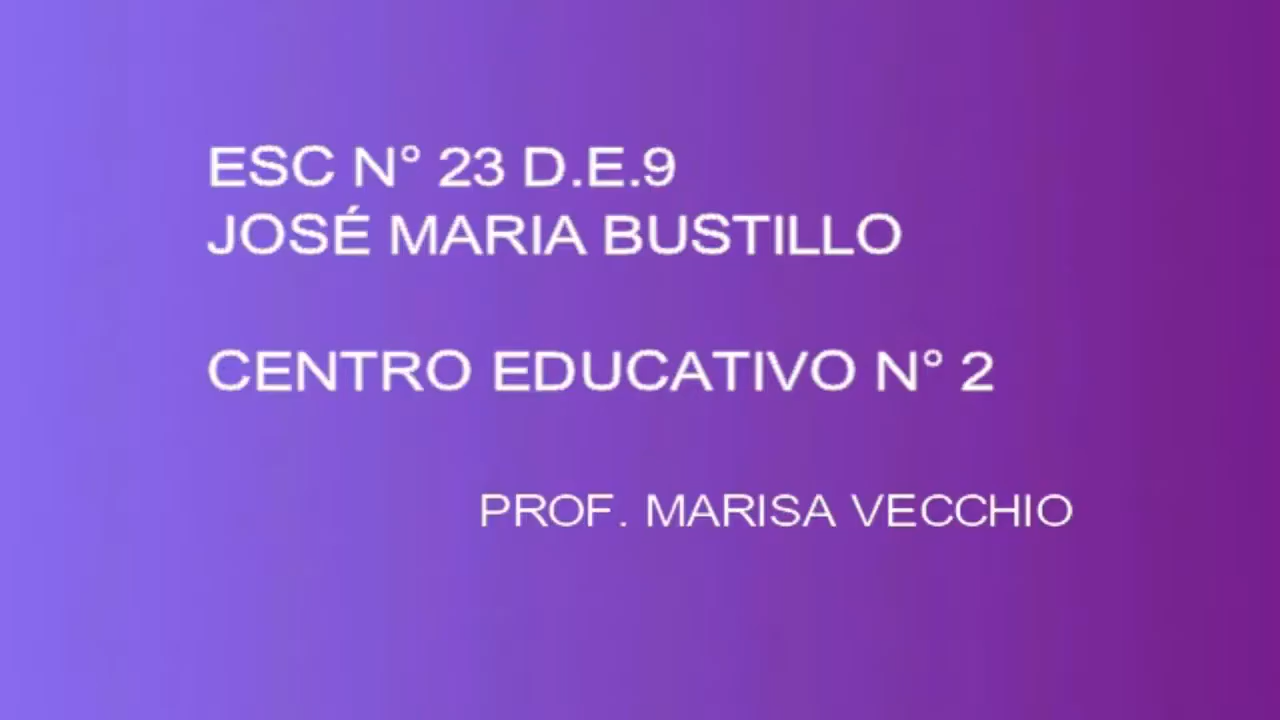 ESC N° 23 D.E.9
JOSÉ MARIA BUSTILLO
CENTRO EDUCATIVO N° 2
PROF. MARISA VECCHIO